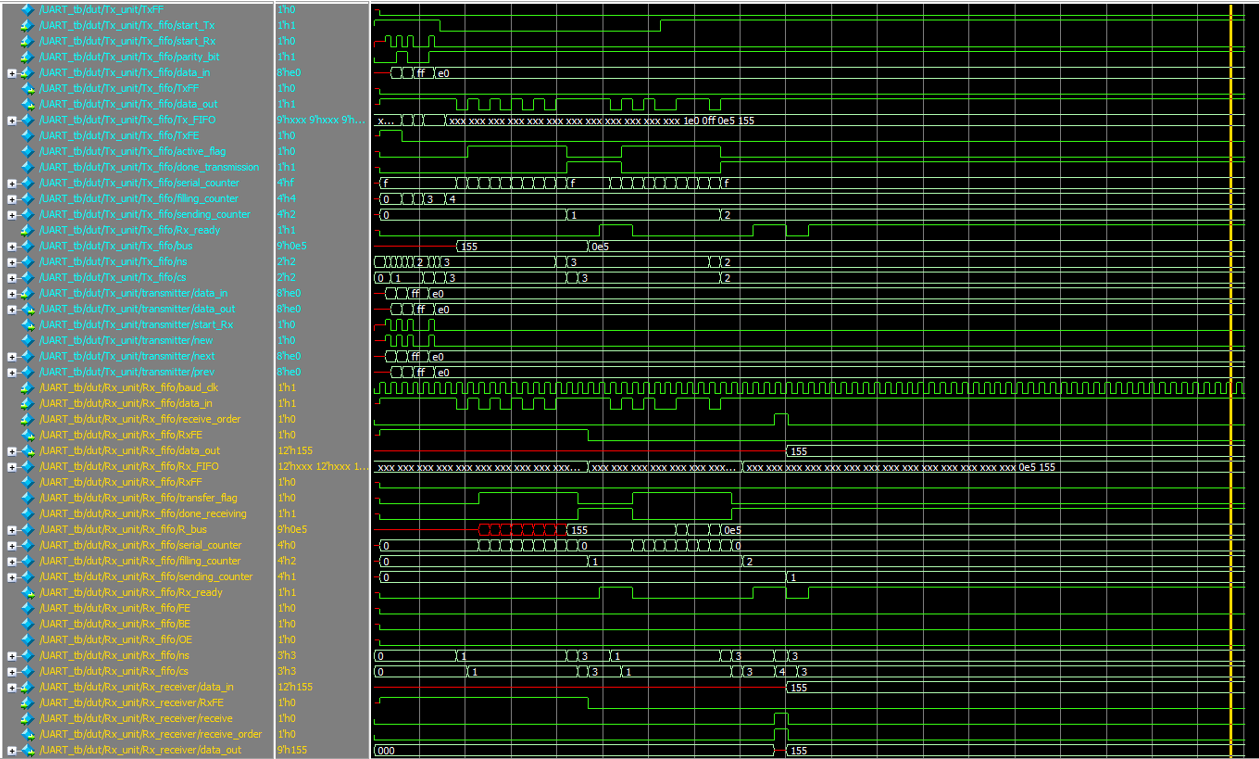 /UART_tb/dut/Tx_unit/TxFF 1'h0
/UART_tb/dut/Tx_unit/Tx_fifo/start_Tx 1'h1
/UART_tb/dut/Tx_unit/Tx_fifo/start_Rx 1'h0
/UART_tb/dut/Tx_unit/Tx_fifo/parity_bit 1'h1
/UART_tb/dut/Tx_unit/Tx_fifo/data_in 8'he0 ff e0
/UART_tb/dut/Tx_unit/Tx_fifo/TxFF 1'h0
/UART_tb/dut/Tx_unit/Tx_fifo/data_out 1'h1
/UART_tb/dut/Tx_unit/Tx_fifo/Tx_FIFO 9'hxxx 9'hxxx 9'h... x... xxx xxx xxx xxx xxx xxx xxx xxx xxx xxx xxx xxx 1e0 0ff 0e5 155
/UART_tb/dut/Tx_unit/Tx_fifo/TxFE 1'h0
/UART_tb/dut/Tx_unit/Tx_fifo/active_flag 1'h0
/UART_tb/dut/Tx_unit/Tx_fifo/done_transmission 1'h1
/UART_tb/dut/Tx_unit/Tx_fifo/serial_counter 4'hf f f f
/UART_tb/dut/Tx_unit/Tx_fifo/filling_counter 4'h4 0 3 4
/UART_tb/dut/Tx_unit/Tx_fifo/sending_counter 4'h2 0 1 2
/UART_tb/dut/Tx_unit/Tx_fifo/Rx_ready 1'h1
/UART_tb/dut/Tx_unit/Tx_fifo/bus 9'h0e5 155 0e5
/UART_tb/dut/Tx_unit/Tx_fifo/ns 2'h2 2 3 3 2
/UART_tb/dut/Tx_unit/Tx_fifo/cs 2'h2 0 1 3 3 2
/UART_tb/dut/Tx_unit/transmitter/data_in 8'he0 ff e0
/UART_tb/dut/Tx_unit/transmitter/data_out 8'he0 ff e0
/UART_tb/dut/Tx_unit/transmitter/start_Rx 1'h0
/UART_tb/dut/Tx_unit/transmitter/new 1'h0
/UART_tb/dut/Tx_unit/transmitter/next 8'he0 ff e0
/UART_tb/dut/Tx_unit/transmitter/prev 8'he0 ff e0
/UART_tb/dut/Rx_unit/Rx_fifo/baud_clk 1'h1
/UART_tb/dut/Rx_unit/Rx_fifo/data_in 1'h1
/UART_tb/dut/Rx_unit/Rx_fifo/receive_order 1'h0
/UART_tb/dut/Rx_unit/Rx_fifo/RxFE 1'h0
/UART_tb/dut/Rx_unit/Rx_fifo/data_out 12'h155 155
/UART_tb/dut/Rx_unit/Rx_fifo/Rx_FIFO 12'hxxx 12'hxxx 1... xxx xxx xxx xxx xxx xxx xxx xxx xxx... xxx xxx xxx xxx xxx xxx... xxx xxx xxx xxx xxx xxx xxx xxx xxx xxx xxx xxx xxx xxx 0e5 155
/UART_tb/dut/Rx_unit/Rx_fifo/RxFF 1'h0
/UART_tb/dut/Rx_unit/Rx_fifo/transfer_flag 1'h0
/UART_tb/dut/Rx_unit/Rx_fifo/done_receiving 1'h1
/UART_tb/dut/Rx_unit/Rx_fifo/R_bus 9'h0e5 155 0e5
/UART_tb/dut/Rx_unit/Rx_fifo/serial_counter 4'h0 0 0 0
/UART_tb/dut/Rx_unit/Rx_fifo/filling_counter 4'h2 0 1 2
/UART_tb/dut/Rx_unit/Rx_fifo/sending_counter 4'h1 0 1
/UART_tb/dut/Rx_unit/Rx_fifo/Rx_ready 1'h1
/UART_tb/dut/Rx_unit/Rx_fifo/FE 1'h0
/UART_tb/dut/Rx_unit/Rx_fifo/BE 1'h0
/UART_tb/dut/Rx_unit/Rx_fifo/OE 1'h0
/UART_tb/dut/Rx_unit/Rx_fifo/ns 3'h3 0 1 3 1 3 3
/UART_tb/dut/Rx_unit/Rx_fifo/cs 3'h3 0 1 3 1 3 4 3
/UART_tb/dut/Rx_unit/Rx_receiver/data_in 12'h155 155
/UART_tb/dut/Rx_unit/Rx_receiver/RxFE 1'h0
/UART_tb/dut/Rx_unit/Rx_receiver/receive 1'h0
/UART_tb/dut/Rx_unit/Rx_receiver/receive_order 1'h0
/UART_tb/dut/Rx_unit/Rx_receiver/data_out 9'h155 000 155